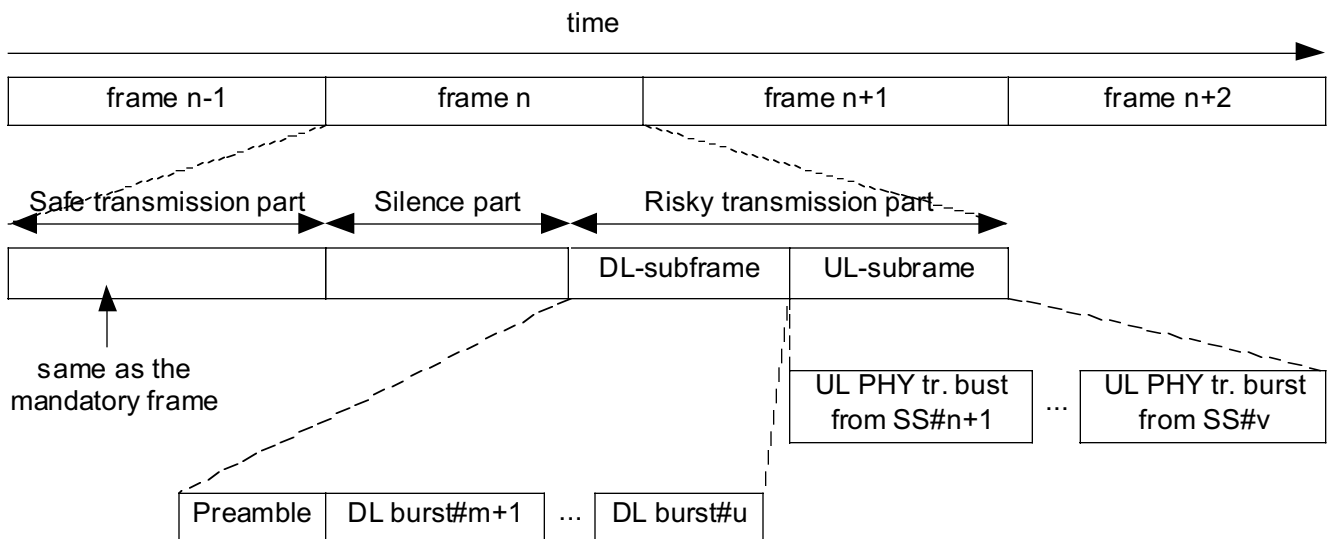 time
frame n-1
frame n
frame n+1
frame n+2
Safe transmission part
Silence part
Risky transmission part
DL-subframe
UL-subrame
same as the
mandatory frame
UL PHY tr. bust
from SS#n+1
...
UL PHY tr. burst
from SS#v
Preamble
DL burst#m+1
...
DL burst#u